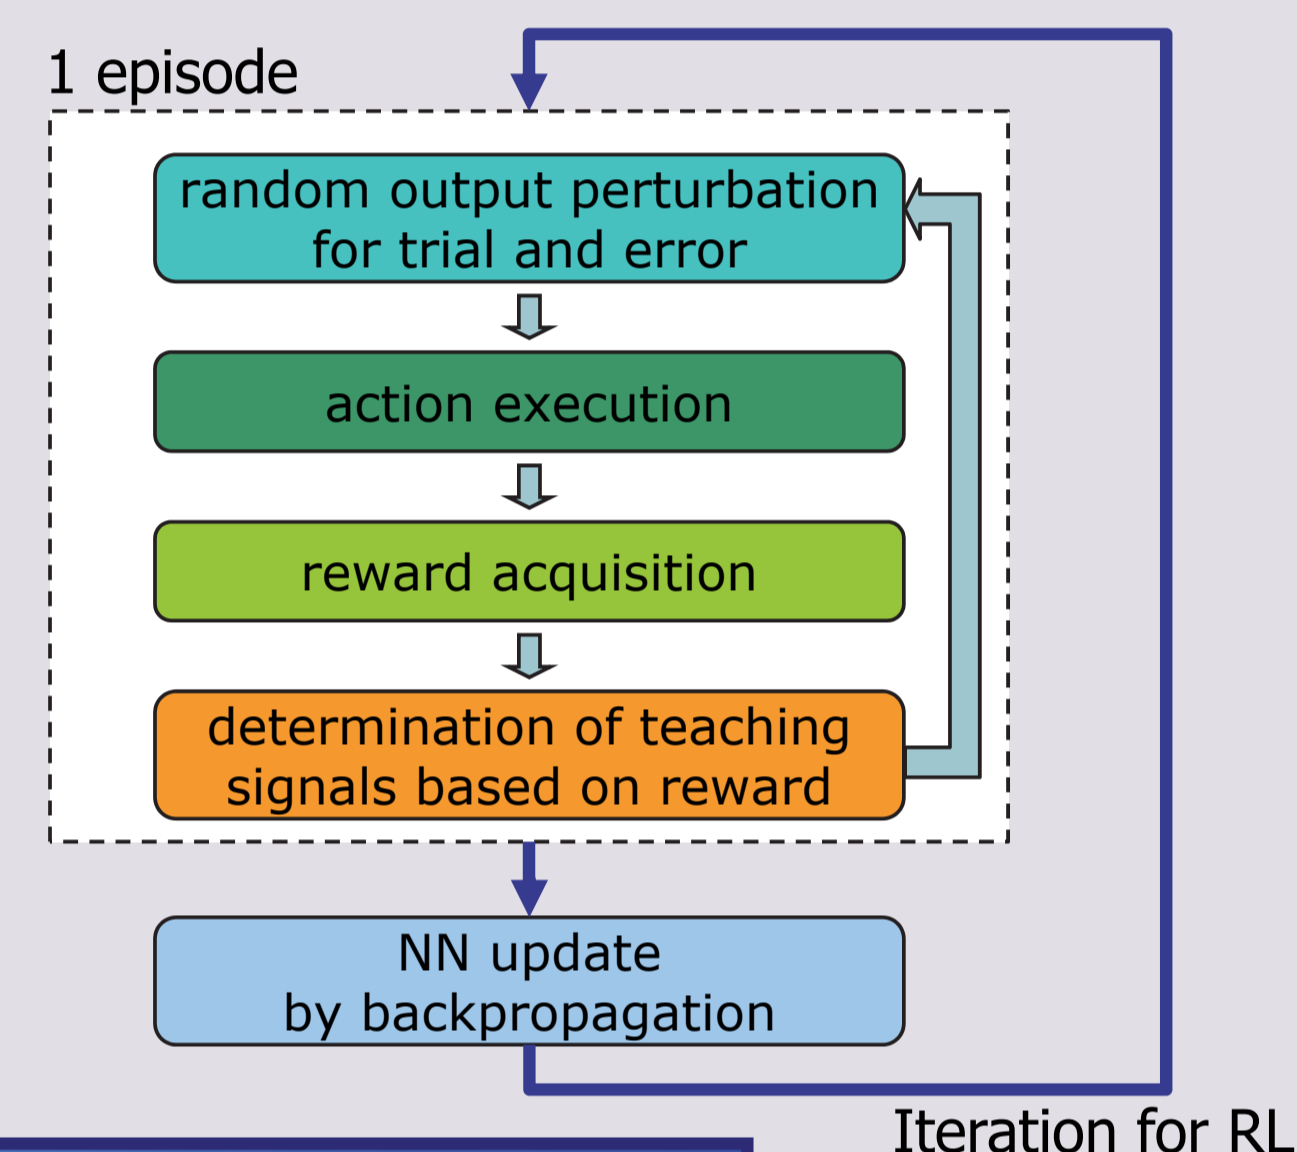 1 episode
random output perturbation
for trial and error
action execution
reward acquisition
determination of teaching
signals based on reward
NN update
by backpropagation
Iteration for RL